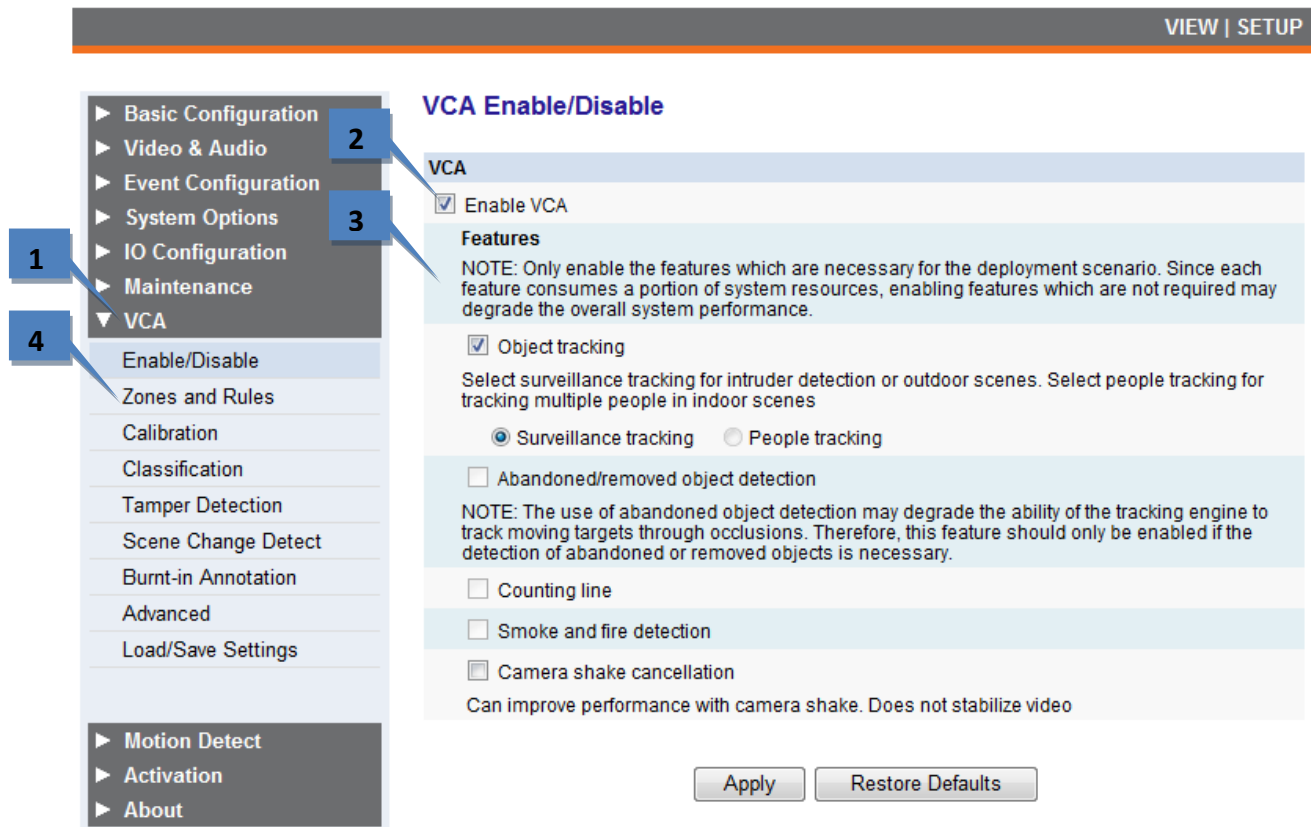 VIEW | SETUP
Basic Configuration
Video & Audio
Event Configuration
System Options
IO Configuration
Maintenance
VCA
Enable/Disable
Zones and Rules
Calibration
Classification
Tamper Detection
Scene Change Detect
Burnt-in Annotation
Advanced
Load/Save Settings
Motion Detect
Activation
About
1
2
3
4
VCA Enable/Disable
VCA
Enable VCA
Features
NOTE: Only enable the features which are necessary for the deployment scenario. Since each
feature consumes a portion of system resources, enabling features which are not required may
degrade the overall system performance.
Object tracking
Select surveillance tracking for intruder detection or outdoor scenes. Select people tracking for
tracking multiple people in indoor scenes
Surveillance tracking People tracking
Abandoned/removed object detection
NOTE: The use of abandoned object detection may degrade the ability of the tracking engine to
track moving targets through occlusions. Therefore, this feature should only be enabled if the
detection of abandoned or removed objects is necessary.
Counting line
Smoke and fire detection
Camera shake cancellation
Can improve performance with camera shake. Does not stabilize video
Apply Restore Defaults